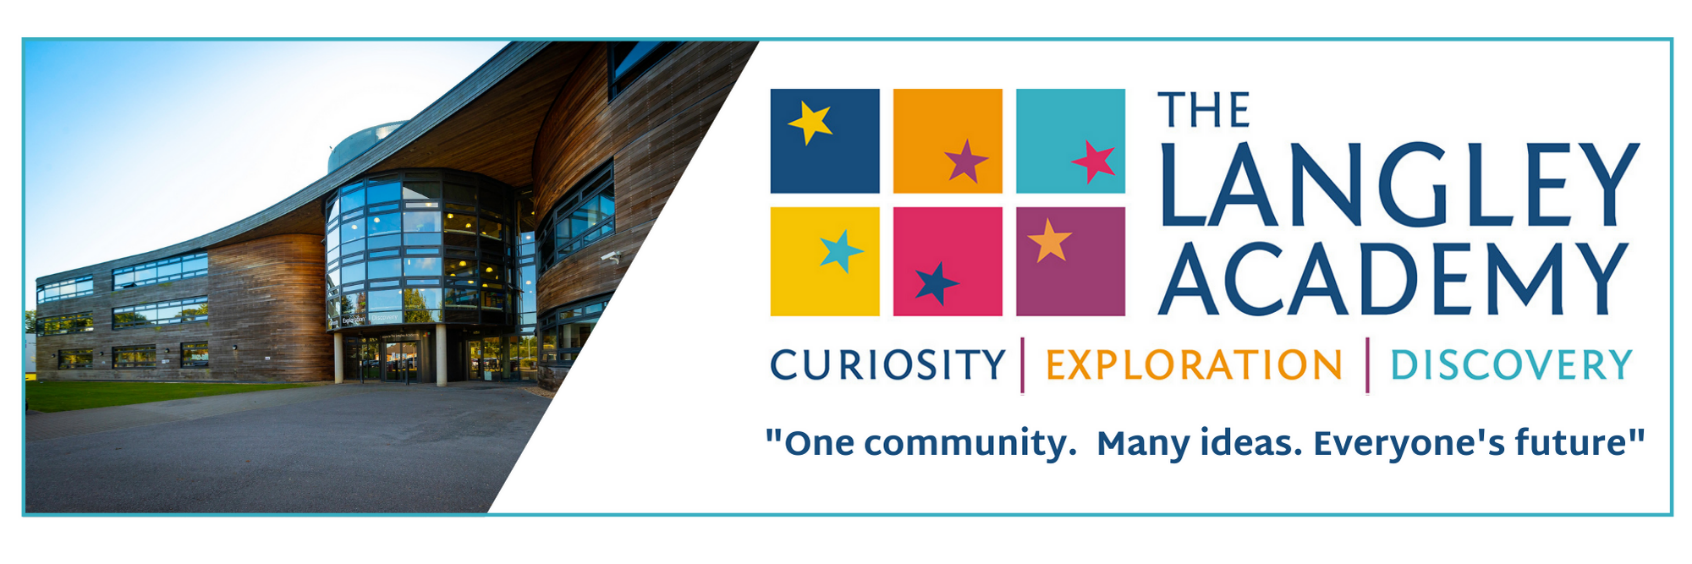 THE
LANGLEY
ACADEMY
CURIOSITY | EXPLORATION | DISCOVERY
"One community.  Many ideas. Everyone's future"